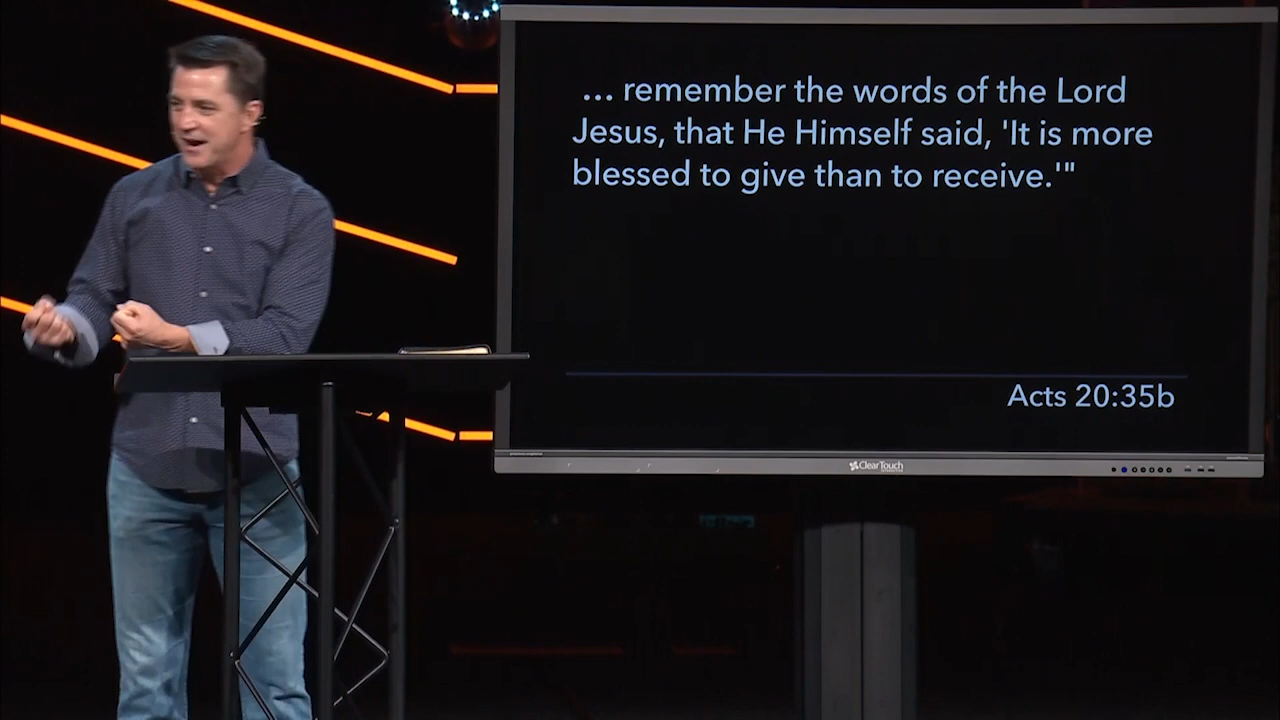 ... remember the words of the Lord
Jesus, that He Himself said, 'It is more
blessed to give than to receive.'"
Acts 20:35b
ClearTouch